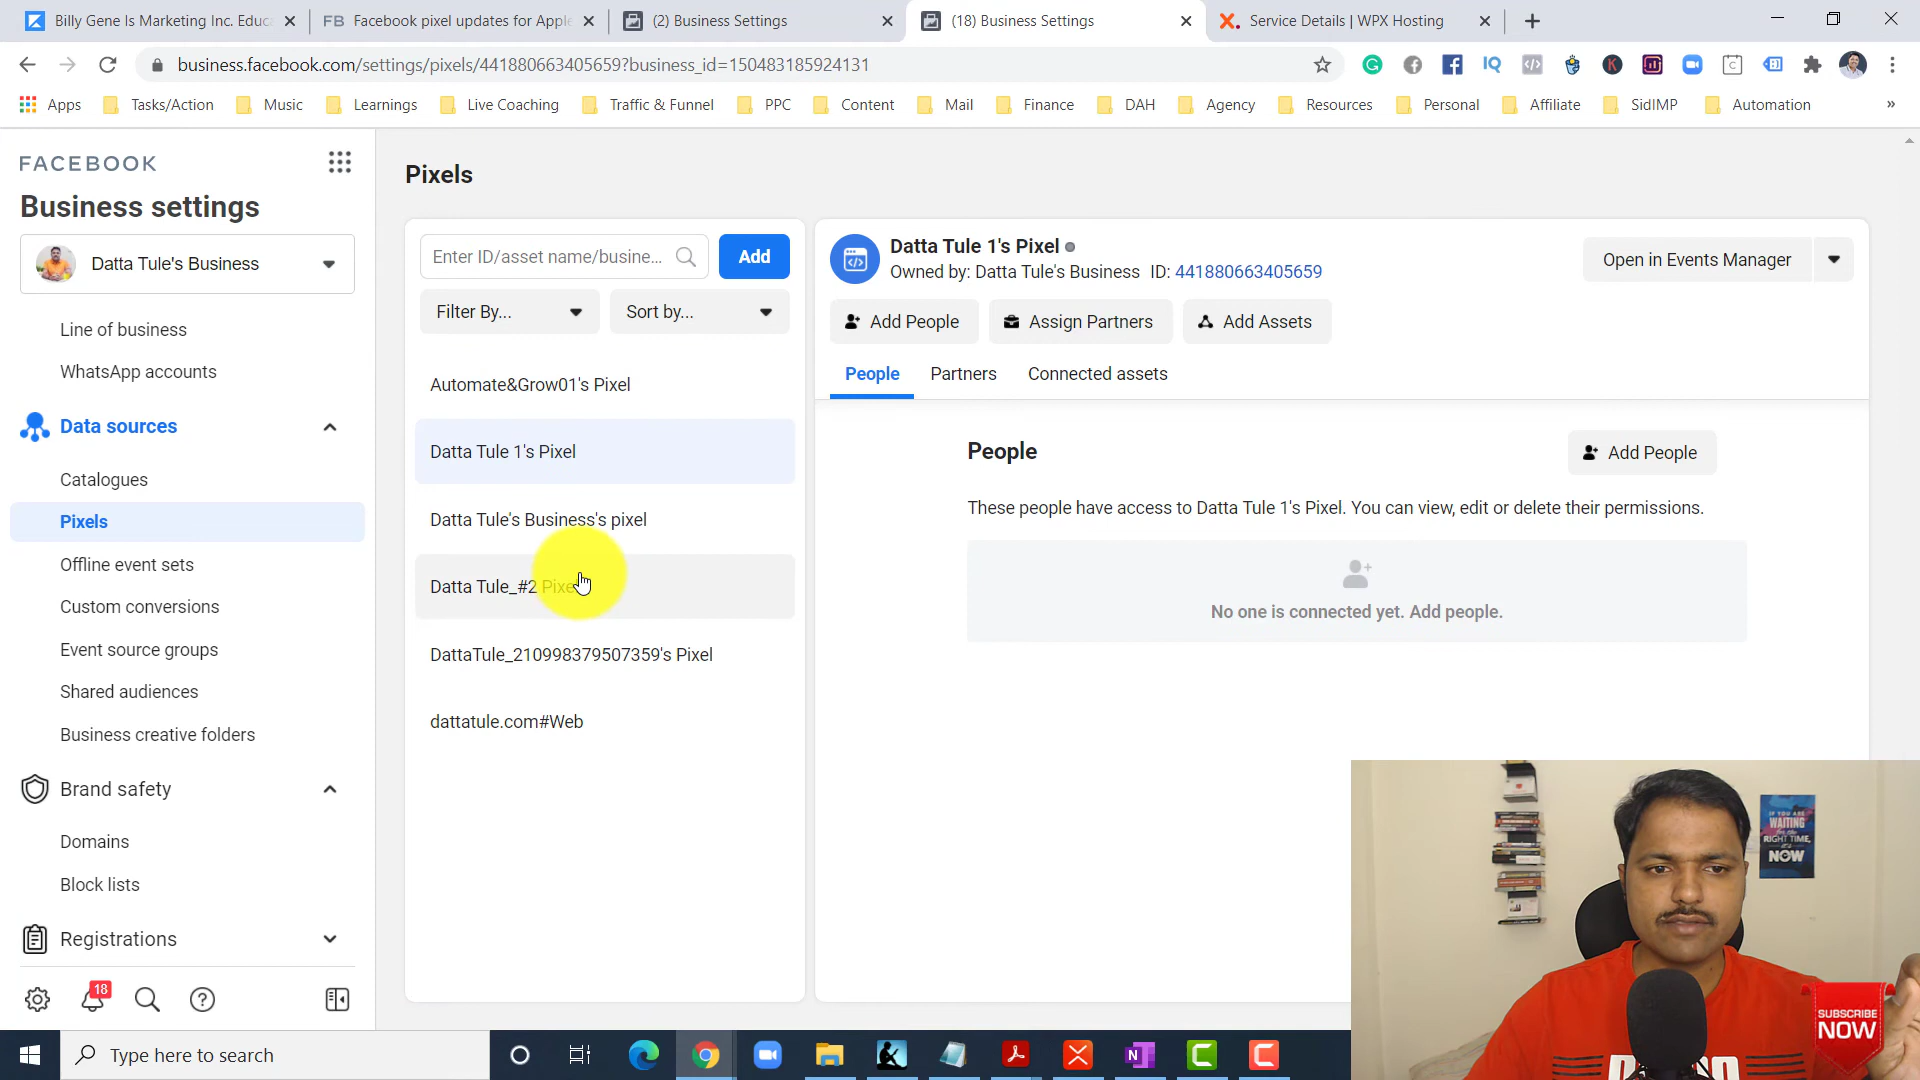 Billy Gene Is Marketing Inc. Educ
Facebook pixel updates for Apple
(2) Business Settings
(18) Business Settings
Service Details | WPX Hosting
business.facebook.com/settings/pixels/441880663405659?business_id=150483185924131
Apps
Tasks/Action
Music
Learnings
Live Coaching
Traffic & Funnel
PPC
Content
Mail
Finance
DAH
Agency
Resources
Personal
Affiliate
SidIMP
Automation
»
FACEBOOK
Business settings
Datta Tule's Business
Line of business
WhatsApp accounts
Data sources
Catalogues
Pixels
Offline event sets
Custom conversions
Event source groups
Shared audiences
Business creative folders
Brand safety
Domains
Block lists
Registrations
18
Pixels
Enter ID/asset name/busine...
Add
Filter By...
Sort by...
Automate&Grow01's Pixel
Datta Tule 1's Pixel
Datta Tule's Business's pixel
Datta Tule_#2 Pixel
DattaTule_210998379507359's Pixel
dattatule.com#Web
Datta Tule 1's Pixel
Owned by: Datta Tule's Business ID: 441880663405659
Open in Events Manager
Add People
Assign Partners
Add Assets
People
Partners
Connected assets
People
Add People
These people have access to Datta Tule 1's Pixel. You can view, edit or delete their permissions.
No one is connected yet. Add people.
IF YOU ARE
WAITING
FOR THE
RIGHT TIME,
IT'S
NOW
SUBSCRIBE
NOW
Type here to search